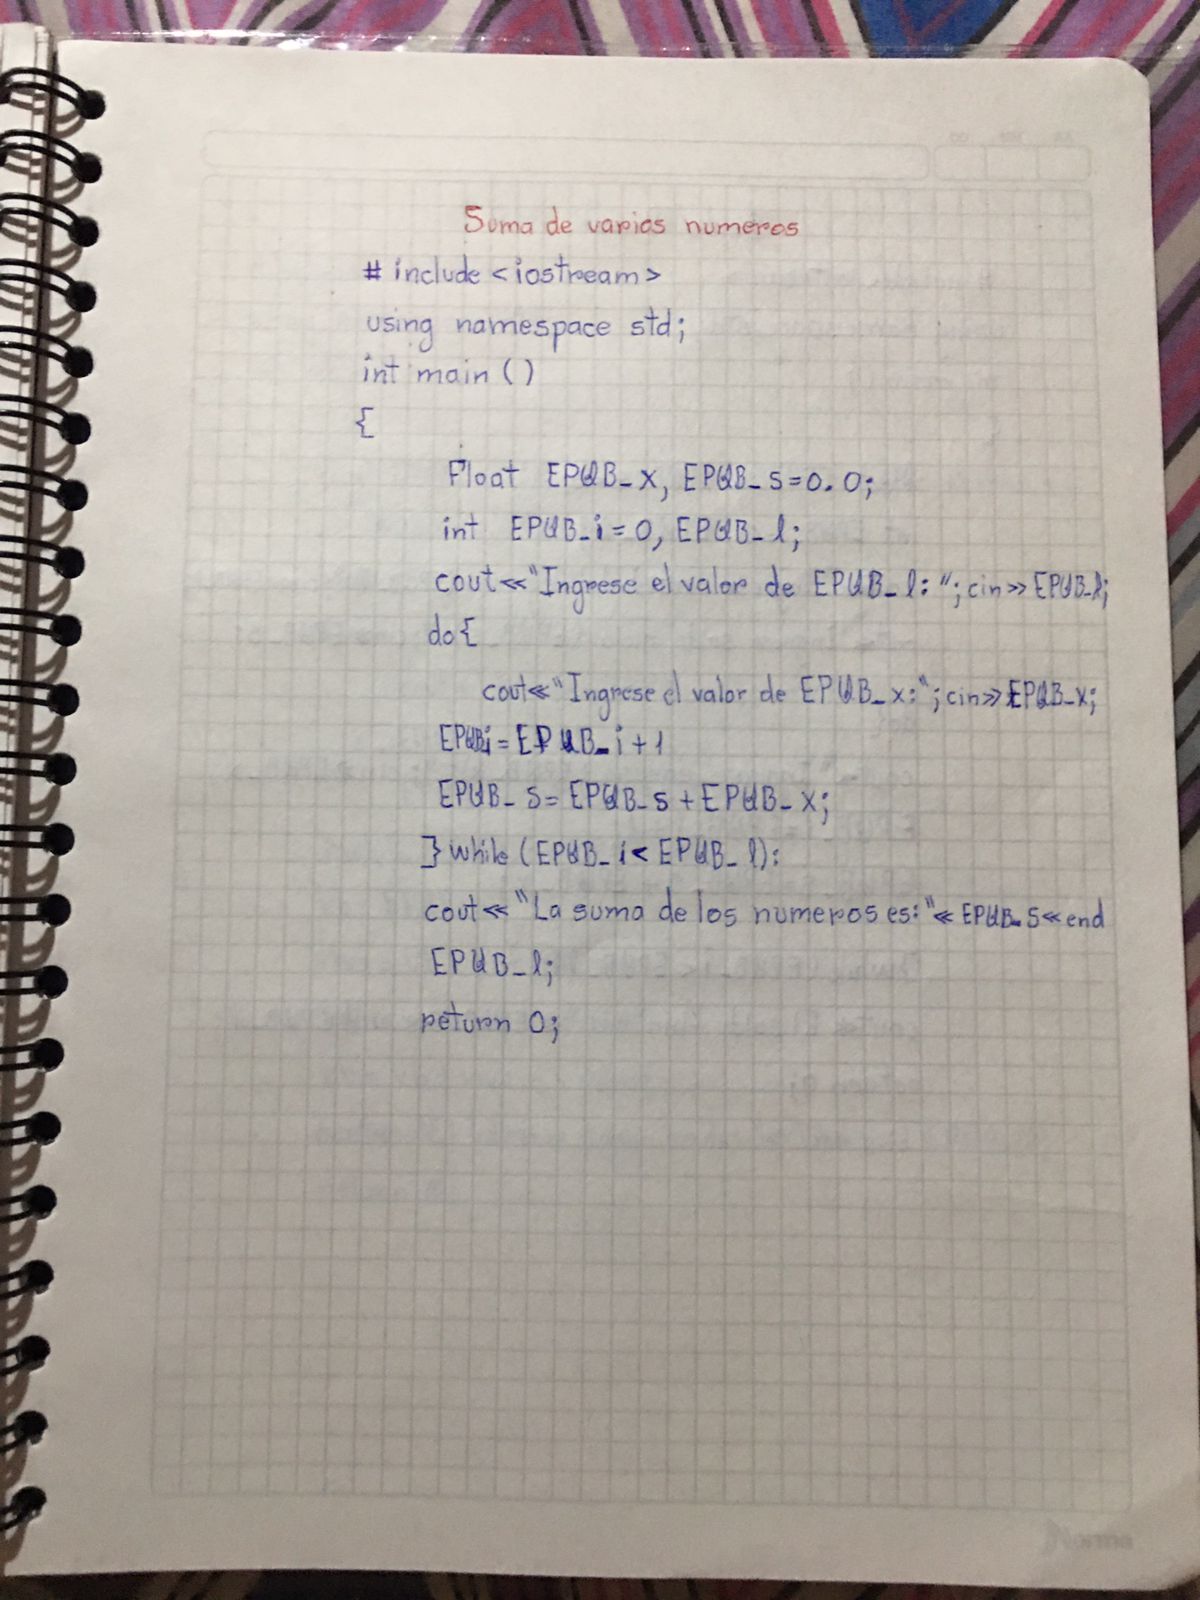 Suma de varios numeros
# include <iostream>
using namespace std;
int main ()
{
Float EPUB_x, EPUB_s=0.0;
int EPUB_i=0, EPUB_l;
cout<<"Ingrese el valor de EPUB_l: "; cin>> EPUB_l;
do{
cout<<"Ingrese el valor de EPUB_x:"; cin>> EPUB_x;
EPUBi = EPUB_i+1
EPUB_s= EPUB_s + EPUB_x;
} while (EPUB_i< EPUB_l):
cout<<"La suma de los numeros es:"<< EPUB_s<<end
EPUB_l;
return 0;
Norma